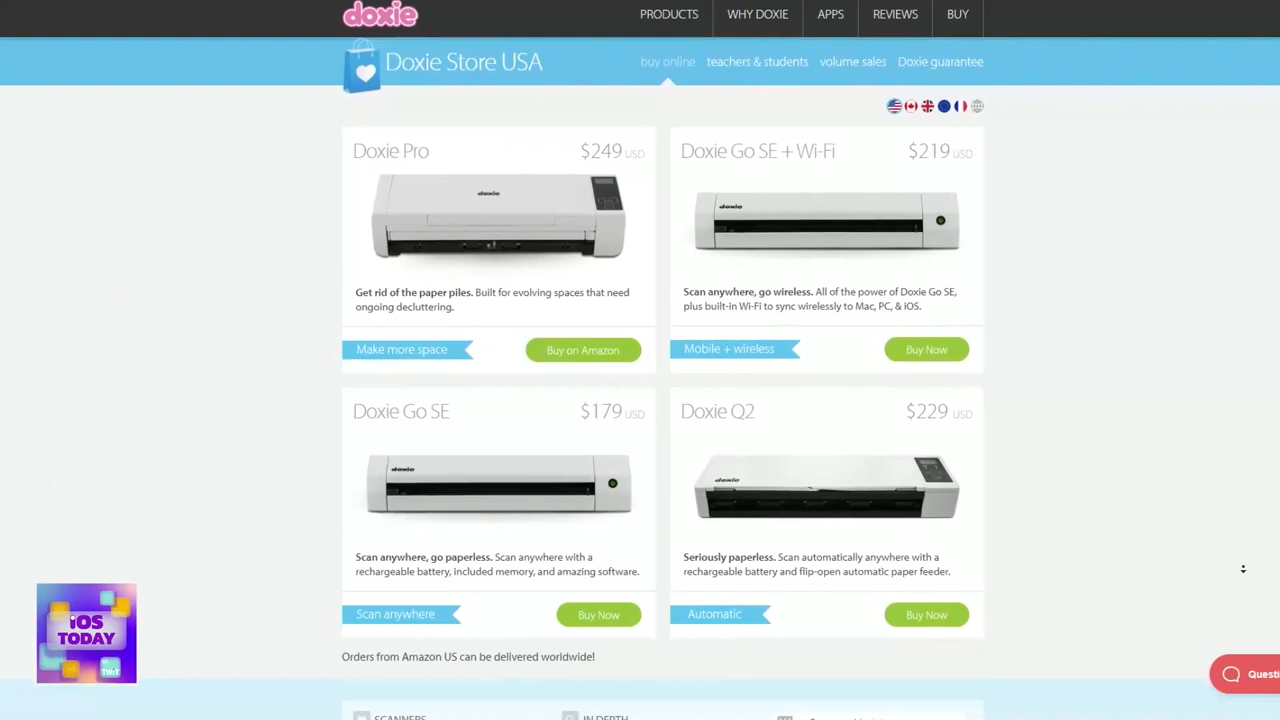 doxie
PRODUCTS
WHY DOXIE
APPS
REVIEWS
BUY
Doxie Store USA
buy online
teachers & students
volume sales
Doxie guarantee
Doxie Pro
$249 USD
doxie
Get rid of the paper piles. Built for evolving spaces that need
ongoing decluttering.
Make more space
Buy on Amazon
Doxie Go SE + Wi-Fi
$219 USD
doxie
Scan anywhere, go wireless. All of the power of Doxie Go SE,
plus built-in Wi-Fi to sync wirelessly to Mac, PC, & iOS.
Mobile + wireless
Buy Now
Doxie Go SE
$179 USD
doxie
Scan anywhere, go paperless. Scan anywhere with a
rechargeable battery, included memory, and amazing software.
Scan anywhere
Buy Now
Doxie Q2
$229 USD
doxie
Seriously paperless. Scan automatically anywhere with a
rechargeable battery and flip-open automatic paper feeder.
Automatic
Buy Now
Orders from Amazon US can be delivered worldwide!
iOS
TODAY
TWiT
Questi
SCANNERS
IN DEPTH